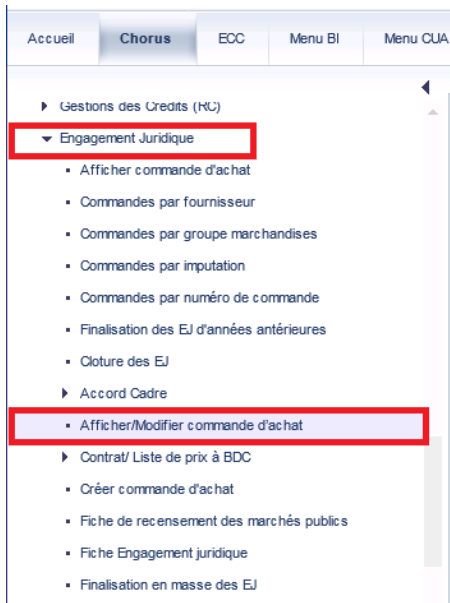 Accueil Chorus ECC Menu BI Menu CUA
Gestions des Crédits (RC)
Engagement Juridique
Afficher commande d'achat
Commandes par fournisseur
Commandes par groupe marchandises
Commandes par imputation
Commandes par numéro de commande
Finalisation des EJ d'années antérieures
Cloture des EJ
Accord Cadre
Afficher/Modifier commande d'achat
Contrat/ Liste de prix à BDC
Créer commande d'achat
Fiche de recensement des marchés publics
Fiche Engagement juridique
Finalisation en masse des EJ